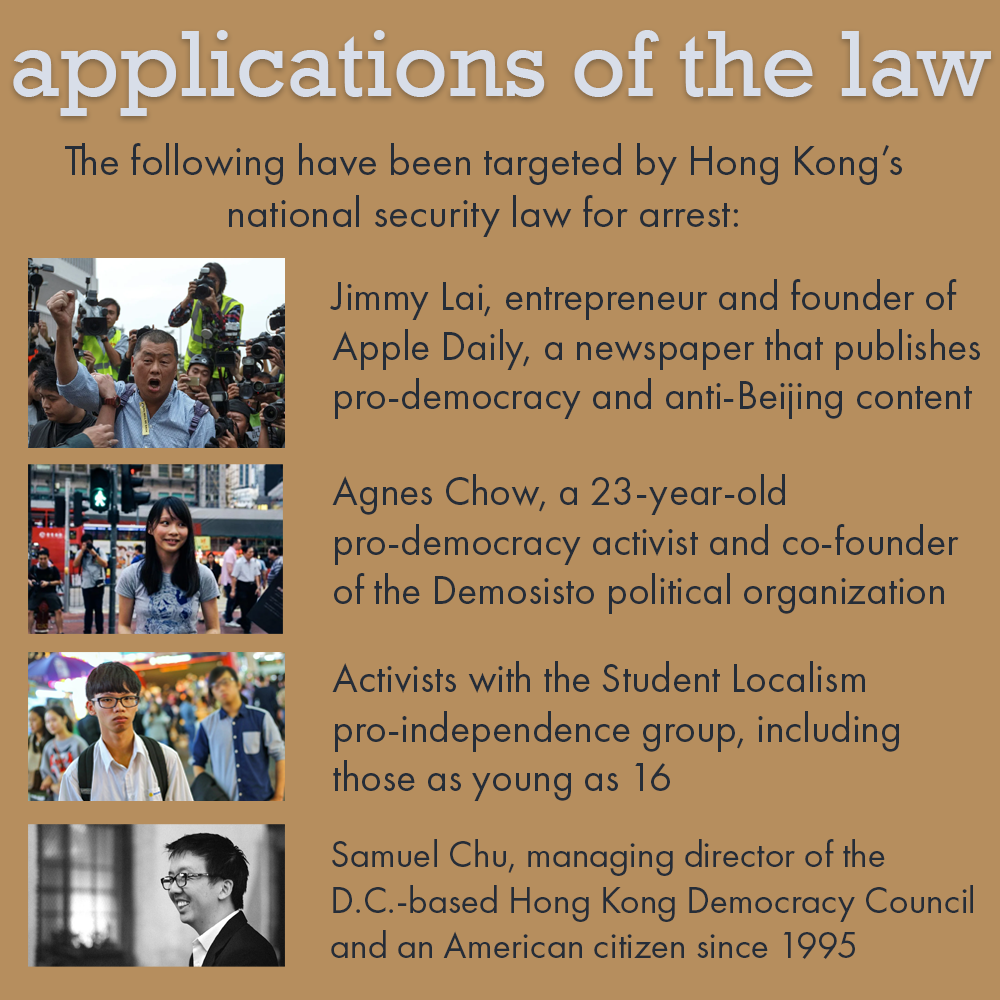 applications of the law
The following have been targeted by Hong Kong’s
national security law for arrest:
Jimmy Lai, entrepreneur and founder of
Apple Daily, a newspaper that publishes
pro-democracy and anti-Beijing content
Agnes Chow, a 23-year-old
pro-democracy activist and co-founder
of the Demosisto political organization
Activists with the Student Localism
pro-independence group, including
those as young as 16
Samuel Chu, managing director of the
D.C.-based Hong Kong Democracy Council
and an American citizen since 1995